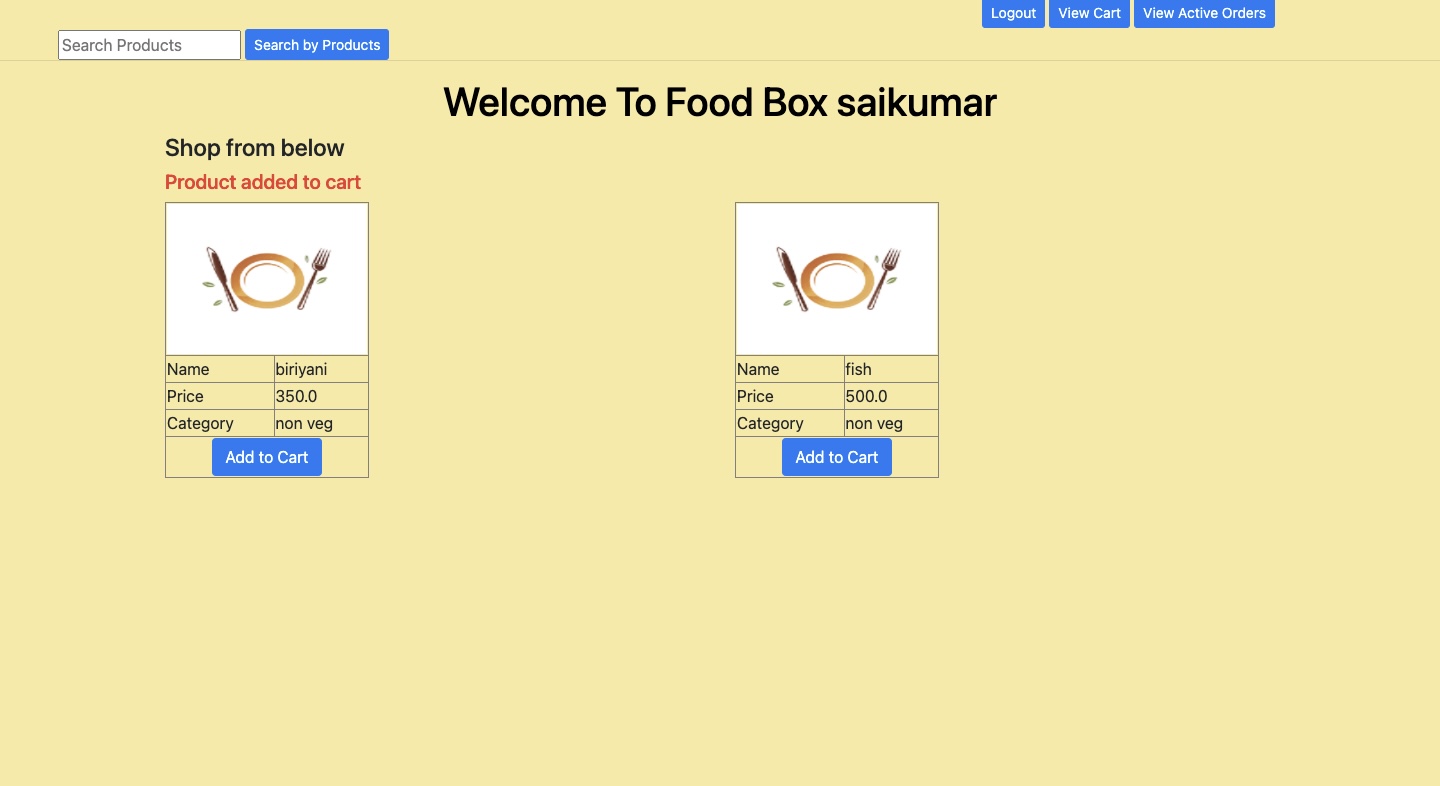 Logout View Cart View Active Orders
Search Products Search by Products
Welcome To Food Box saikumar
Shop from below
Product added to cart
Name biriyani
Price 350.0
Category non veg
Add to Cart
Name fish
Price 500.0
Category non veg
Add to Cart